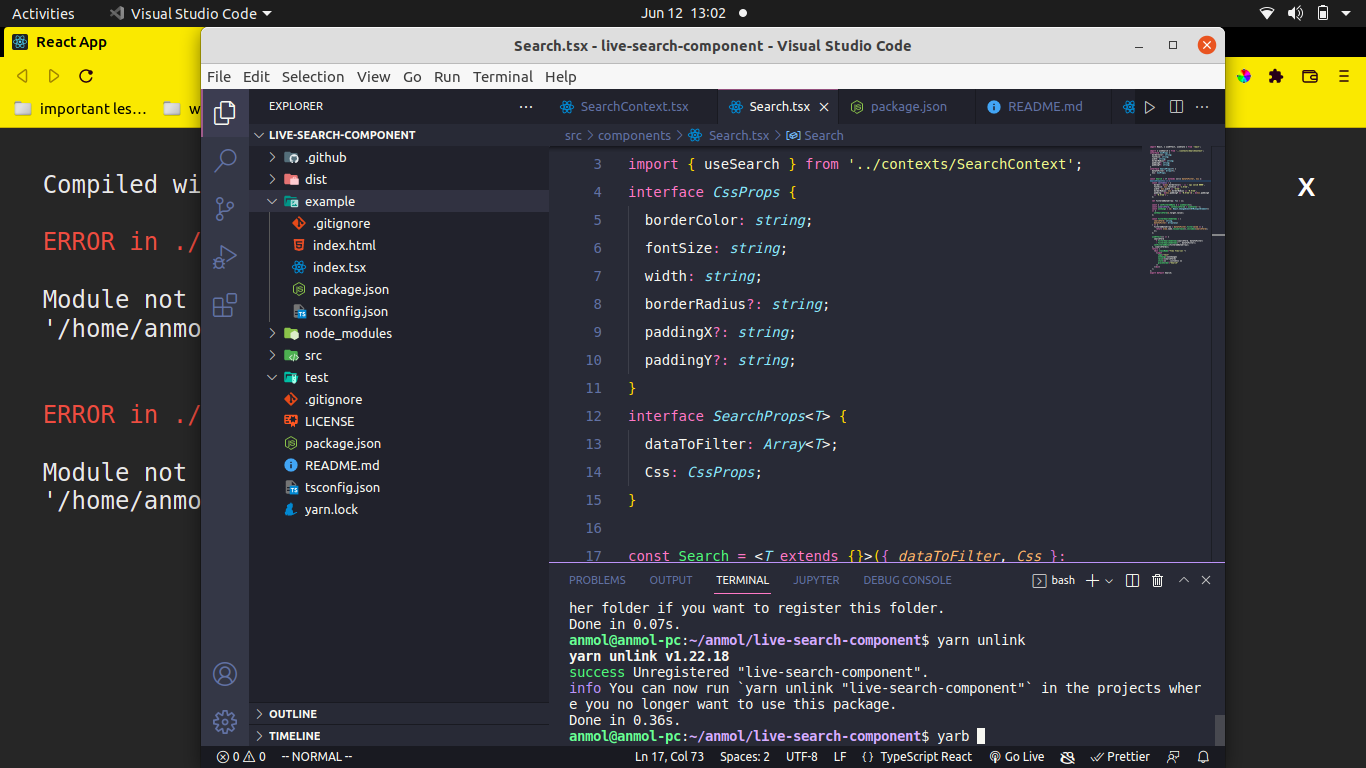 Activities
Visual Studio Code
Jun 12 13:02
React App
important les…
w
Compiled wi
ERROR in ./
Module not
'/home/anmo
ERROR in ./
Module not
'/home/anmo
X
Search.tsx - live-search-component - Visual Studio Code
File Edit Selection View Go Run Terminal Help
EXPLORER
LIVE-SEARCH-COMPONENT
.github
dist
example
.gitignore
index.html
index.tsx
package.json
tsconfig.json
node_modules
src
test
.gitignore
LICENSE
package.json
README.md
tsconfig.json
yarn.lock
OUTLINE
TIMELINE
SearchContext.tsx Search.tsx package.json README.md
src > components > Search.tsx > Search
3 import { useSearch } from '../contexts/SearchContext';
4 interface CssProps {
5 borderColor: string;
6 fontSize: string;
7 width: string;
8 borderRadius?: string;
9 paddingX?: string;
10 paddingY?: string;
11 }
12 interface SearchProps<T> {
13 dataToFilter: Array<T>;
14 Css: CssProps;
15 }
16
17 const Search = <T extends {}>({ dataToFilter, Css }:
PROBLEMS OUTPUT TERMINAL JUPYTER DEBUG CONSOLE
bash
her folder if you want to register this folder.
Done in 0.07s.
anmol@anmol-pc:~/anmol/live-search-component$ yarn unlink
yarn unlink v1.22.18
success Unregistered "live-search-component".
info You can now run `yarn unlink "live-search-component"` in the projects wher
e you no longer want to use this package.
Done in 0.36s.
anmol@anmol-pc:~/anmol/live-search-component$ yarb
0 0 -- NORMAL --
Ln 17, Col 73 Spaces: 2 UTF-8 LF {} TypeScript React Go Live Prettier